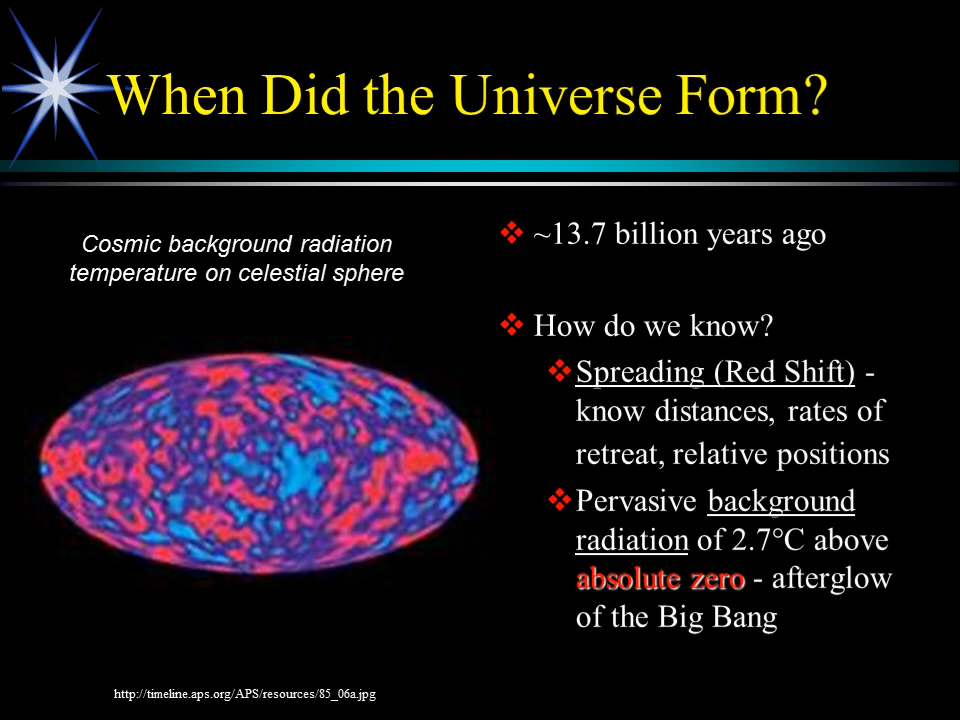 When Did the Universe Form?
Cosmic background radiation
temperature on celestial sphere
~13.7 billion years ago
How do we know?
Spreading (Red Shift) -
know distances, rates of
retreat, relative positions
Pervasive background
radiation of 2.7°C above
absolute zero - afterglow
of the Big Bang
http://timeline.aps.org/APS/resources/85_06a.jpg